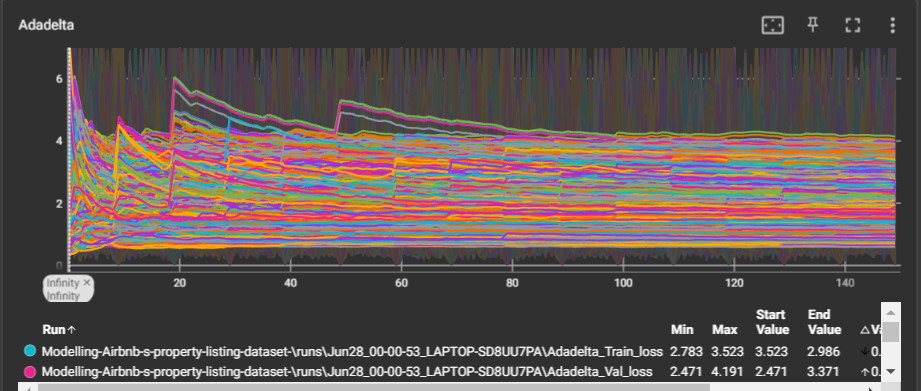 Adadelta
6
4
2
0
20 40 60 80 100 120 140
Infinity ×
Infinity
Run↑ Min Max Start Value End Value △Va
Modelling-Airbnb-s-property-listing-dataset-\runs\Jun28_00-00-53_LAPTOP-SD8UU7PA\Adadelta_Train_loss 2.783 3.523 3.523 2.986 ↓0.
Modelling-Airbnb-s-property-listing-dataset-\runs\Jun28_00-00-53_LAPTOP-SD8UU7PA\Adadelta_Val_loss 2.471 4.191 2.471 3.371 ↑0.